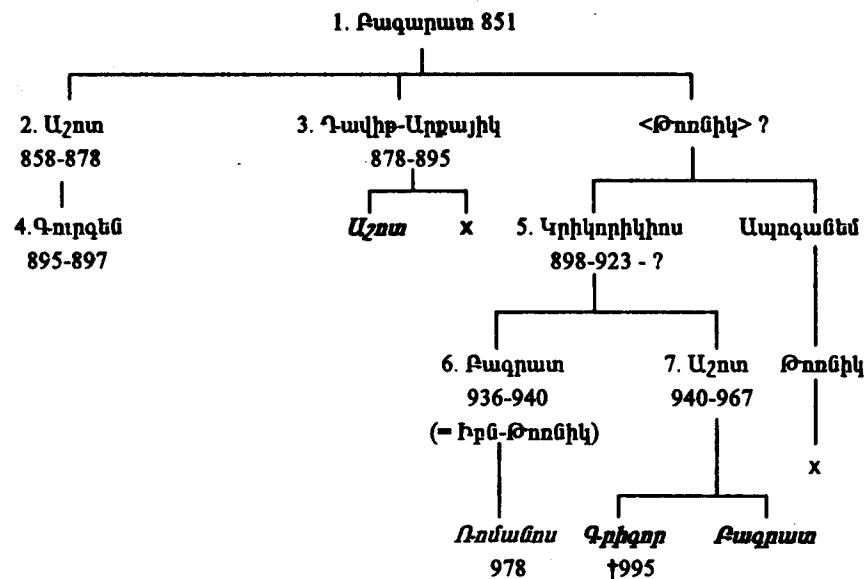 1. Բագարատ 851
2. Աշոտ 3. Դավիթ-Արքայիկ <Թոռնիկ> ?
858-878 878-895
4.Գուրգեն Աշոտ x 5. Կրիկորիկիոս Ապոգանեմ
895-897 898-923 - ?
6. Բագրատ 7. Աշոտ Թոռնիկ
936-940 940-967
(= Իբն-Թոռնիկ)
x
Ռոմանոս Գրիգոր Բագրատ
978 †995